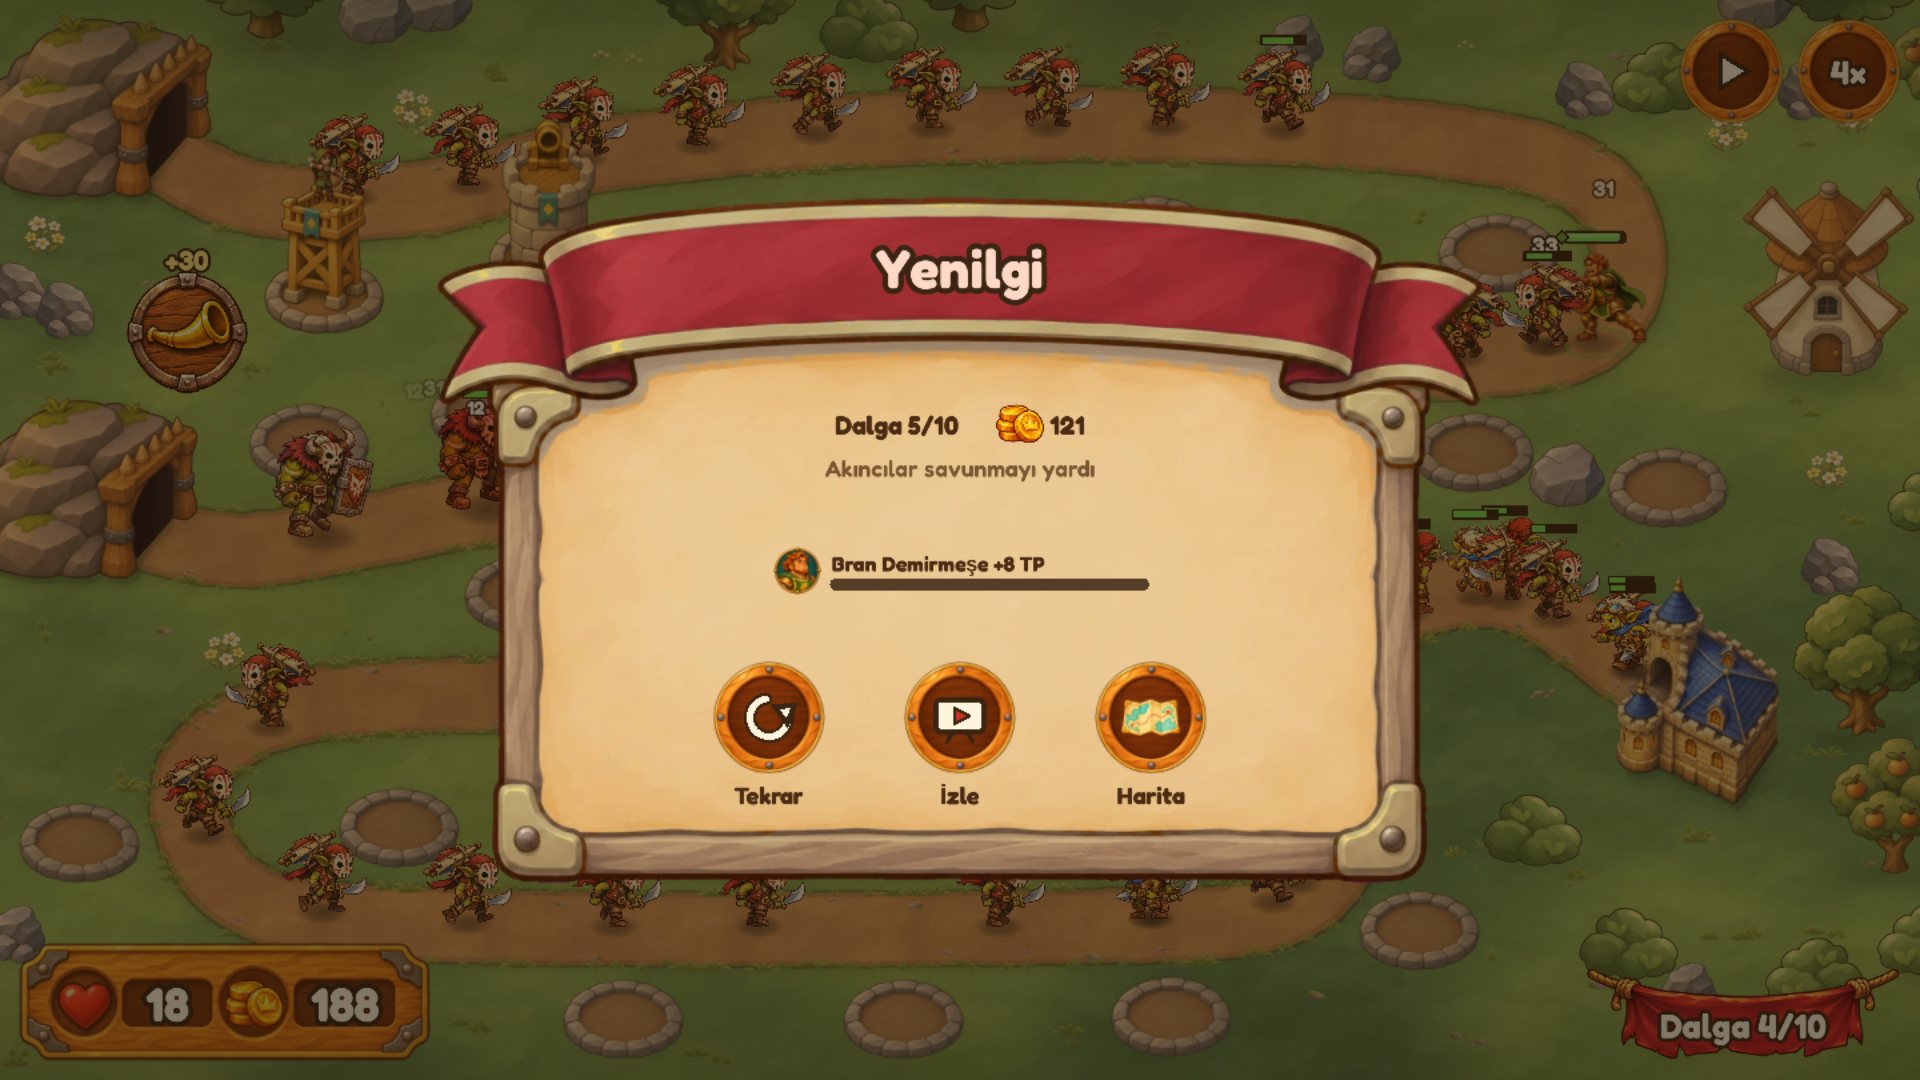 4x
31
+30
33
Yenilgi
12
Dalga 5/10 121
Akıncılar savunmayı yardı
Bran Demirmeşe +8 TP
Tekrar
İzle
Harita
18
188
Dalga 4/10